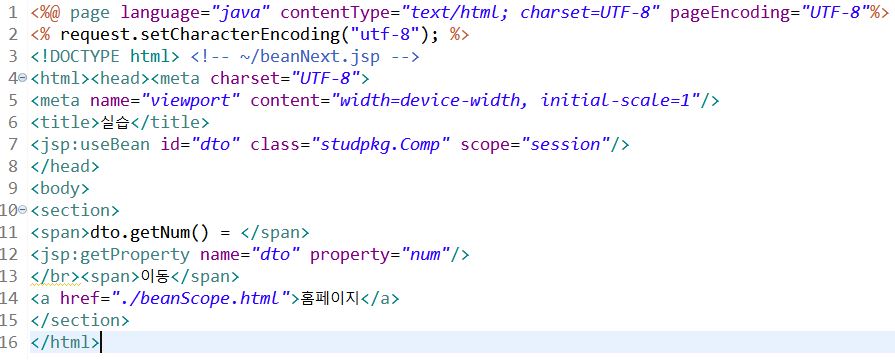 1 <%@ page language="java" contentType="text/html; charset=UTF-8" pageEncoding="UTF-8"%>
2 <% request.setCharacterEncoding("utf-8"); %>
3 <!DOCTYPE html> <!-- ~/beanNext.jsp -->
4 <html><head><meta charset="UTF-8">
5 <meta name="viewport" content="width=device-width, initial-scale=1"/>
6 <title>실습</title>
7 <jsp:useBean id="dto" class="studpkg.Comp" scope="session"/>
8 </head>
9 <body>
10 <section>
11 <span>dto.getNum() = </span>
12 <jsp:getProperty name="dto" property="num"/>
13 </br><span>이동</span>
14 <a href="./beanScope.html">홈페이지</a>
15 </section>
16 </html>